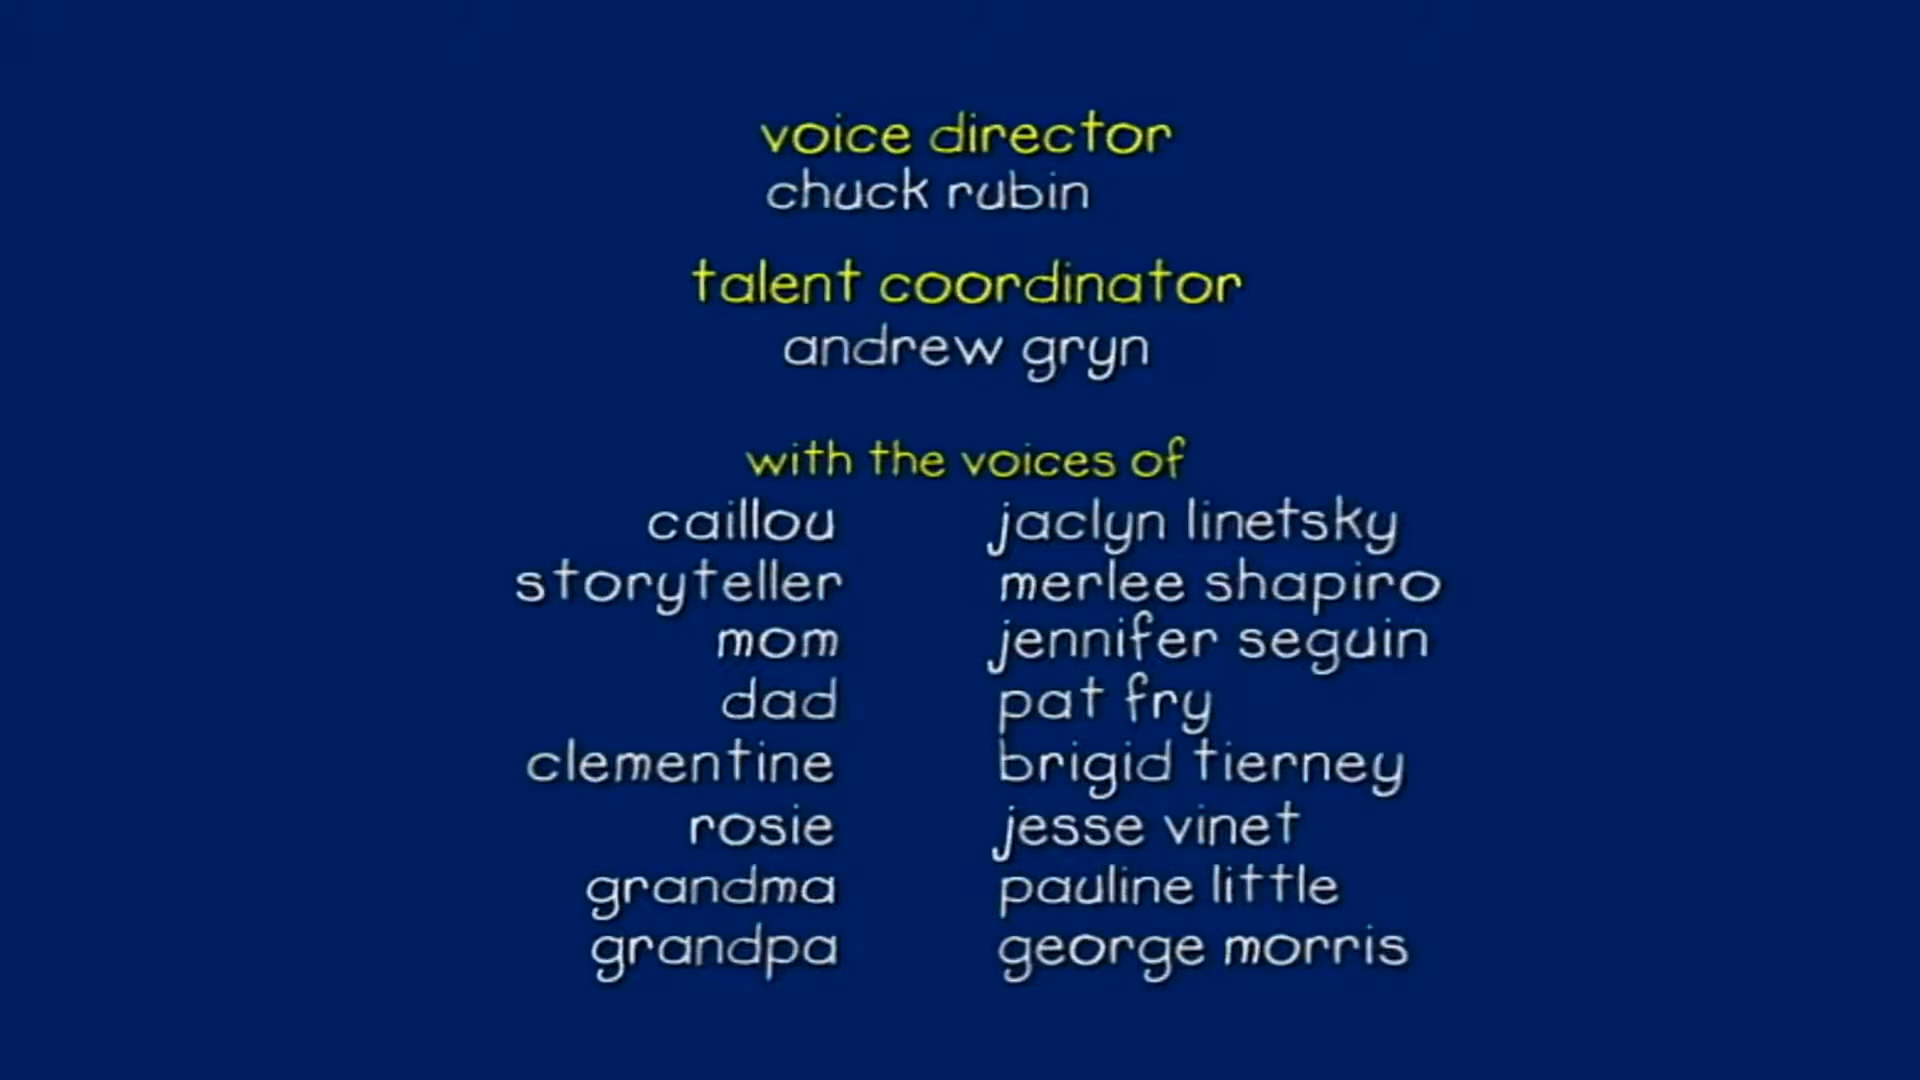 voice director
chuck rubin
talent coordinator
andrew gryn
with the voices of
caillou jaclyn linetsky
storyteller merlee shapiro
mom jennifer seguin
dad pat fry
clementine brigid tierney
rosie jesse vinet
grandma pauline little
grandpa george morris